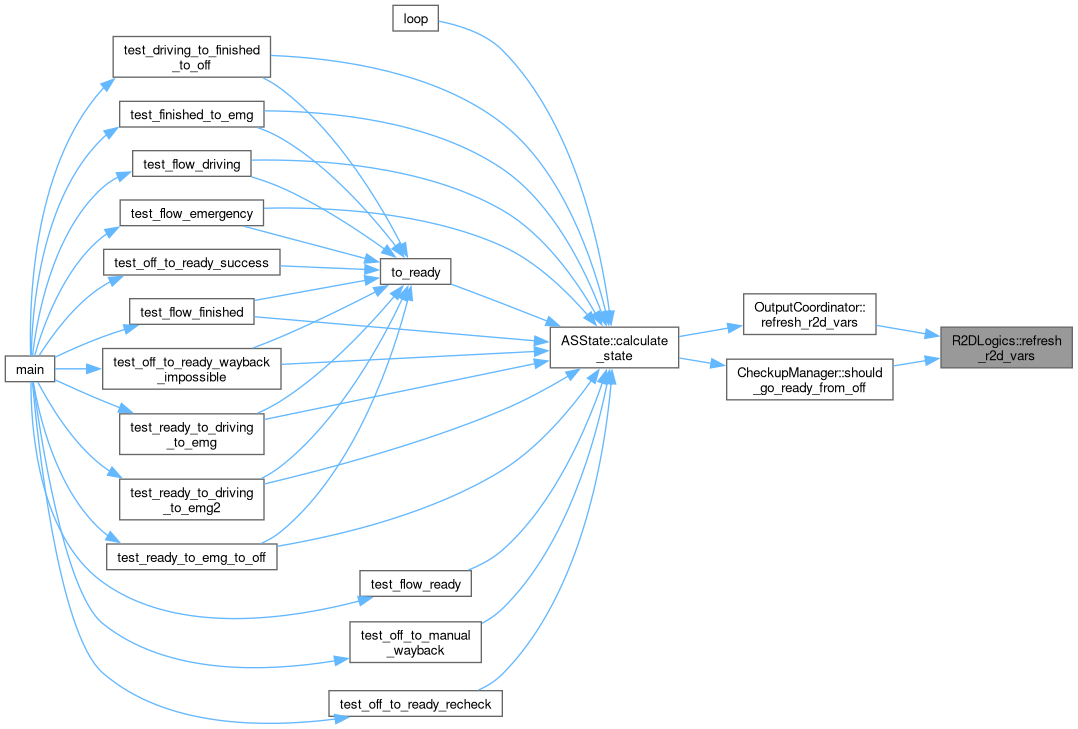 loop
test_driving_to_finished
_to_off
test_finished_to_emg
test_flow_driving
test_flow_emergency
test_off_to_ready_success
to_ready
test_flow_finished
OutputCoordinator::
refresh_r2d_vars
R2DLogics::refresh
_r2d_vars
ASState::calculate
_state
main
test_off_to_ready_wayback
_impossible
CheckupManager::should
_go_ready_from_off
test_ready_to_driving
_to_emg
test_ready_to_driving
_to_emg2
test_ready_to_emg_to_off
test_flow_ready
test_off_to_manual
_wayback
test_off_to_ready_recheck